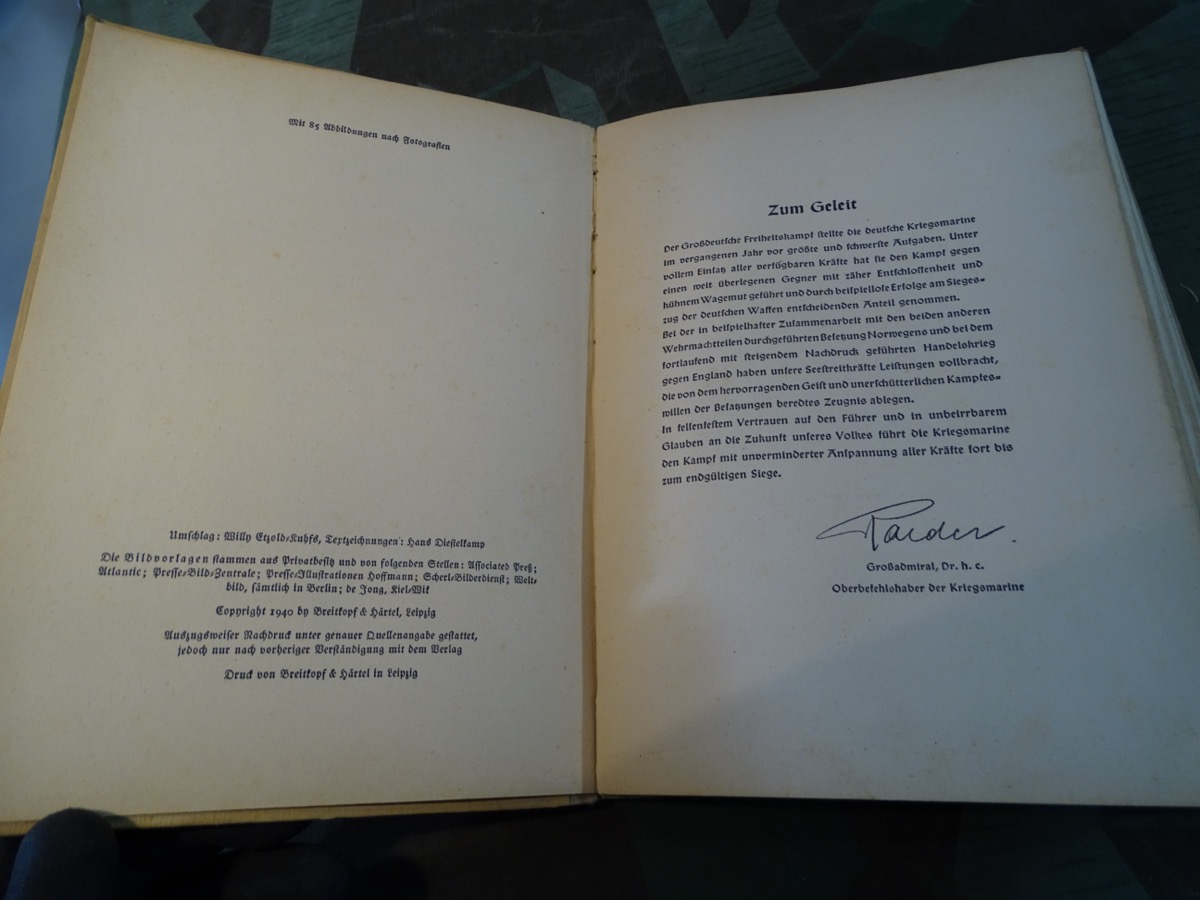 Mit 85 Abbildungen nach Fotografien
Umschlag: Willy Etzold-Kuhfs, Textzeichnungen: Hans Diestelkamp
Die Bildvorlagen stammen aus Privatbesitz und von folgenden Stellen: Associated Preß;
Atlantic; Presse-Bild-Zentrale; Presse-Illustrationen Hoffmann; Scherl-Bilderdienst; Welt-
bild, sämtlich in Berlin; de Jong, Kiel-Wik
Copyright 1940 by Breitkopf & Härtel, Leipzig
Auszugsweiser Nachdruck unter genauer Quellenangabe gestattet,
jedoch nur nach vorheriger Verständigung mit dem Verlag
Druck von Breitkopf & Härtel in Leipzig
Zum Geleit
Der Großdeutsche Freiheitskampf stellte die deutsche Kriegsmarine
im vergangenen Jahr vor größte und schwerste Aufgaben. Unter
vollem Einsatz aller verfügbaren Kräfte hat sie den Kampf gegen
einen weit überlegenen Gegner mit zäher Entschlossenheit und
kühnem Wagemut geführt und durch beispiellose Erfolge am Sieges-
zug der deutschen Waffen entscheidenden Anteil genommen.
Bei der in beispielhafter Zusammenarbeit mit den beiden anderen
Wehrmachtteilen durchgeführten Besetzung Norwegens und bei dem
fortlaufend mit steigendem Nachdruck geführten Handelskrieg
gegen England haben unsere Seestreitkräfte Leistungen vollbracht,
die von dem hervorragenden Geist und unerschütterlichen Kampfes-
willen der Besatzungen beredtes Zeugnis ablegen.
In felsenfestem Vertrauen auf den Führer und in unbeirrbarem
Glauben an die Zukunft unseres Volkes führt die Kriegsmarine
den Kampf mit unverminderter Anspannung aller Kräfte fort bis
zum endgültigen Siege.
Raeder.
Großadmiral, Dr. h. c.
Oberbefehlshaber der Kriegsmarine